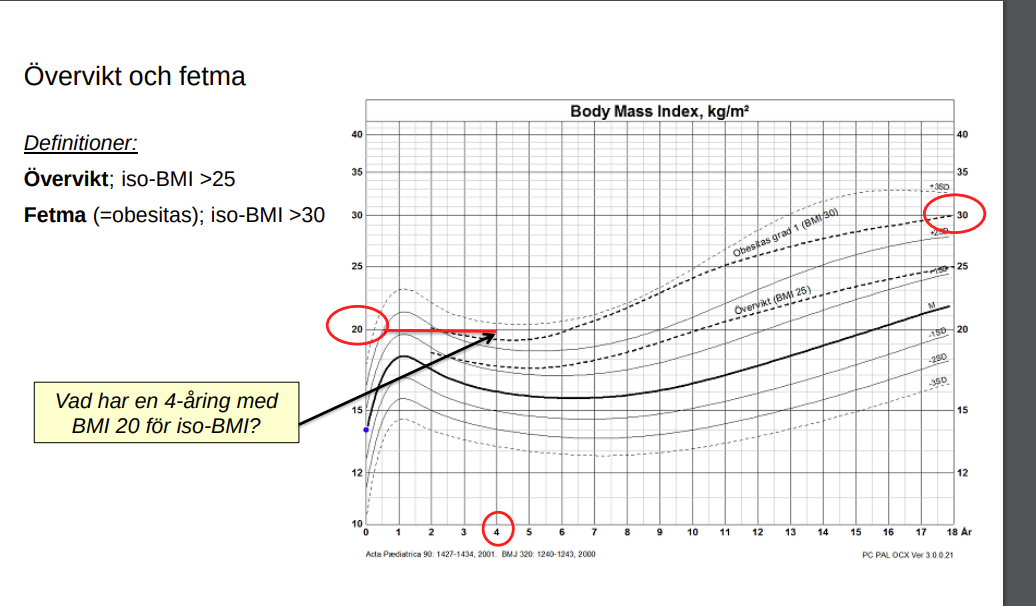 Övervikt och fetma
Definitioner:
Övervikt; iso-BMI >25
Fetma (=obesitas); iso-BMI >30
Vad har en 4-åring med
BMI 20 för iso-BMI?
Body Mass Index, kg/m²
40 40
35 35
30 30
25 25
20 20
15 15
12 12
10
+3SD
Obesitas grad 1 (BMI 30)
+2SD
+1SD
Övervikt (BMI 25)
M
-1SD
-2SD
-3SD
0 1 2 3 4 5 6 7 8 9 10 11 12 13 14 15 16 17 18 År
Acta Pædiatrica 90: 1427-1434, 2001. BMJ 320: 1240-1243, 2000
PC PAL OCX Ver 3.0.0.21